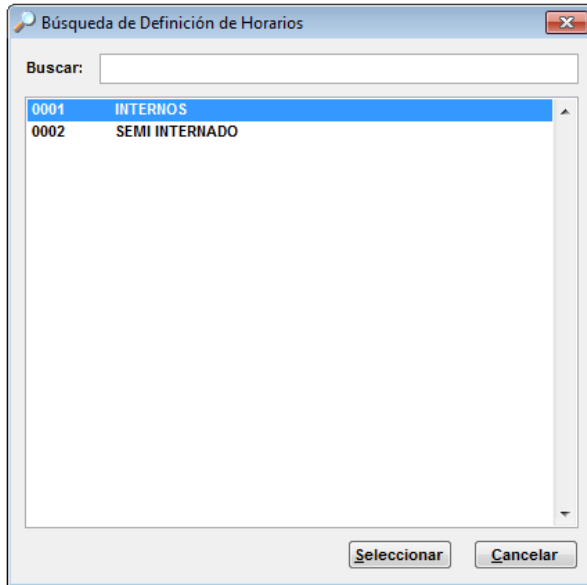 Búsqueda de Definición de Horarios
Buscar:
0001 INTERNOS
0002 SEMI INTERNADO
Seleccionar Cancelar